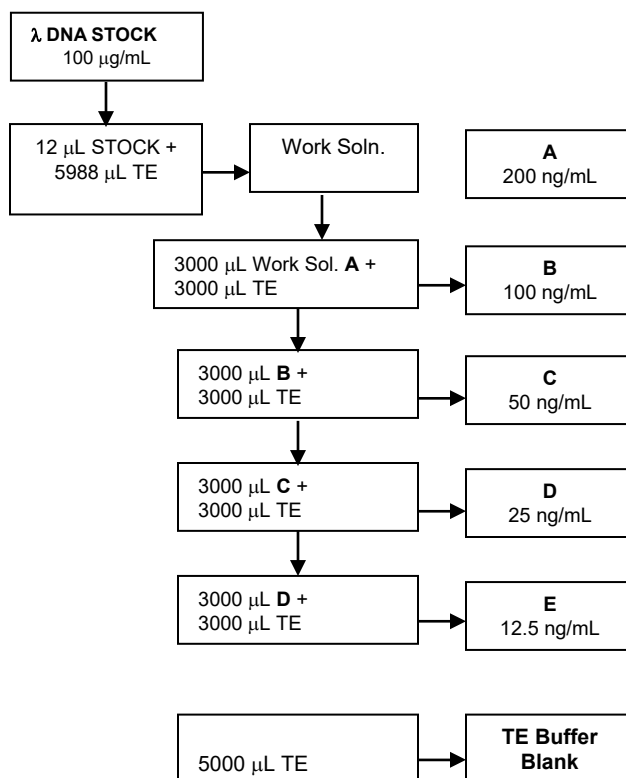 λ DNA STOCK
100 μg/mL
12 μL STOCK +
5988 μL TE
Work Soln.
A
200 ng/mL
3000 μL Work Sol. A +
3000 μL TE
B
100 ng/mL
3000 μL B +
3000 μL TE
C
50 ng/mL
3000 μL C +
3000 μL TE
D
25 ng/mL
3000 μL D +
3000 μL TE
E
12.5 ng/mL
5000 μL TE
TE Buffer
Blank